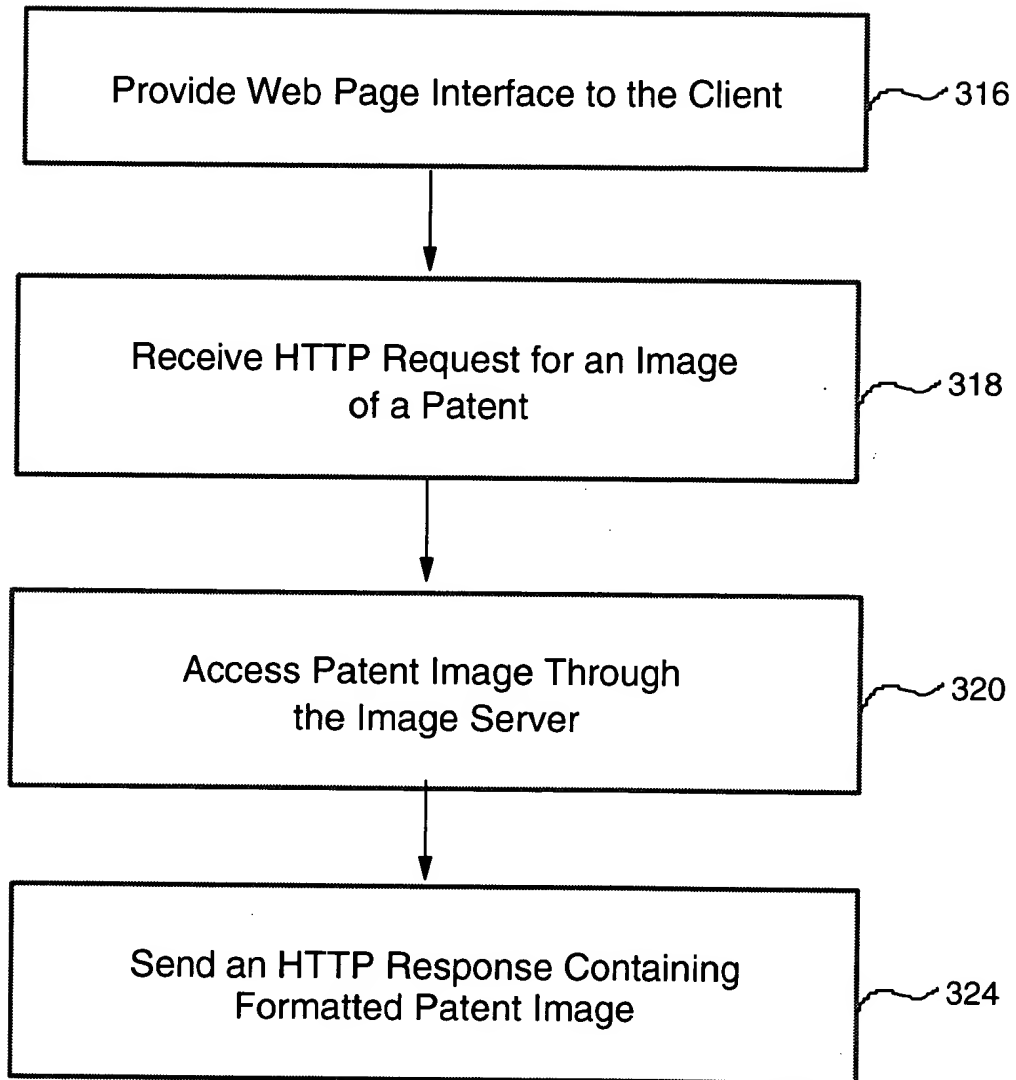 Provide Web Page Interface to the Client
316
Receive HTTP Request for an Image
of a Patent
318
Access Patent Image Through
the Image Server
320
Send an HTTP Response Containing
Formatted Patent Image
324